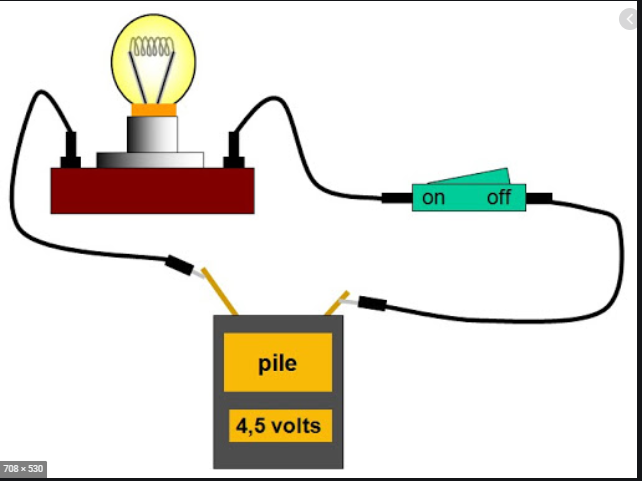 on off
pile
4,5 volts
708 × 530